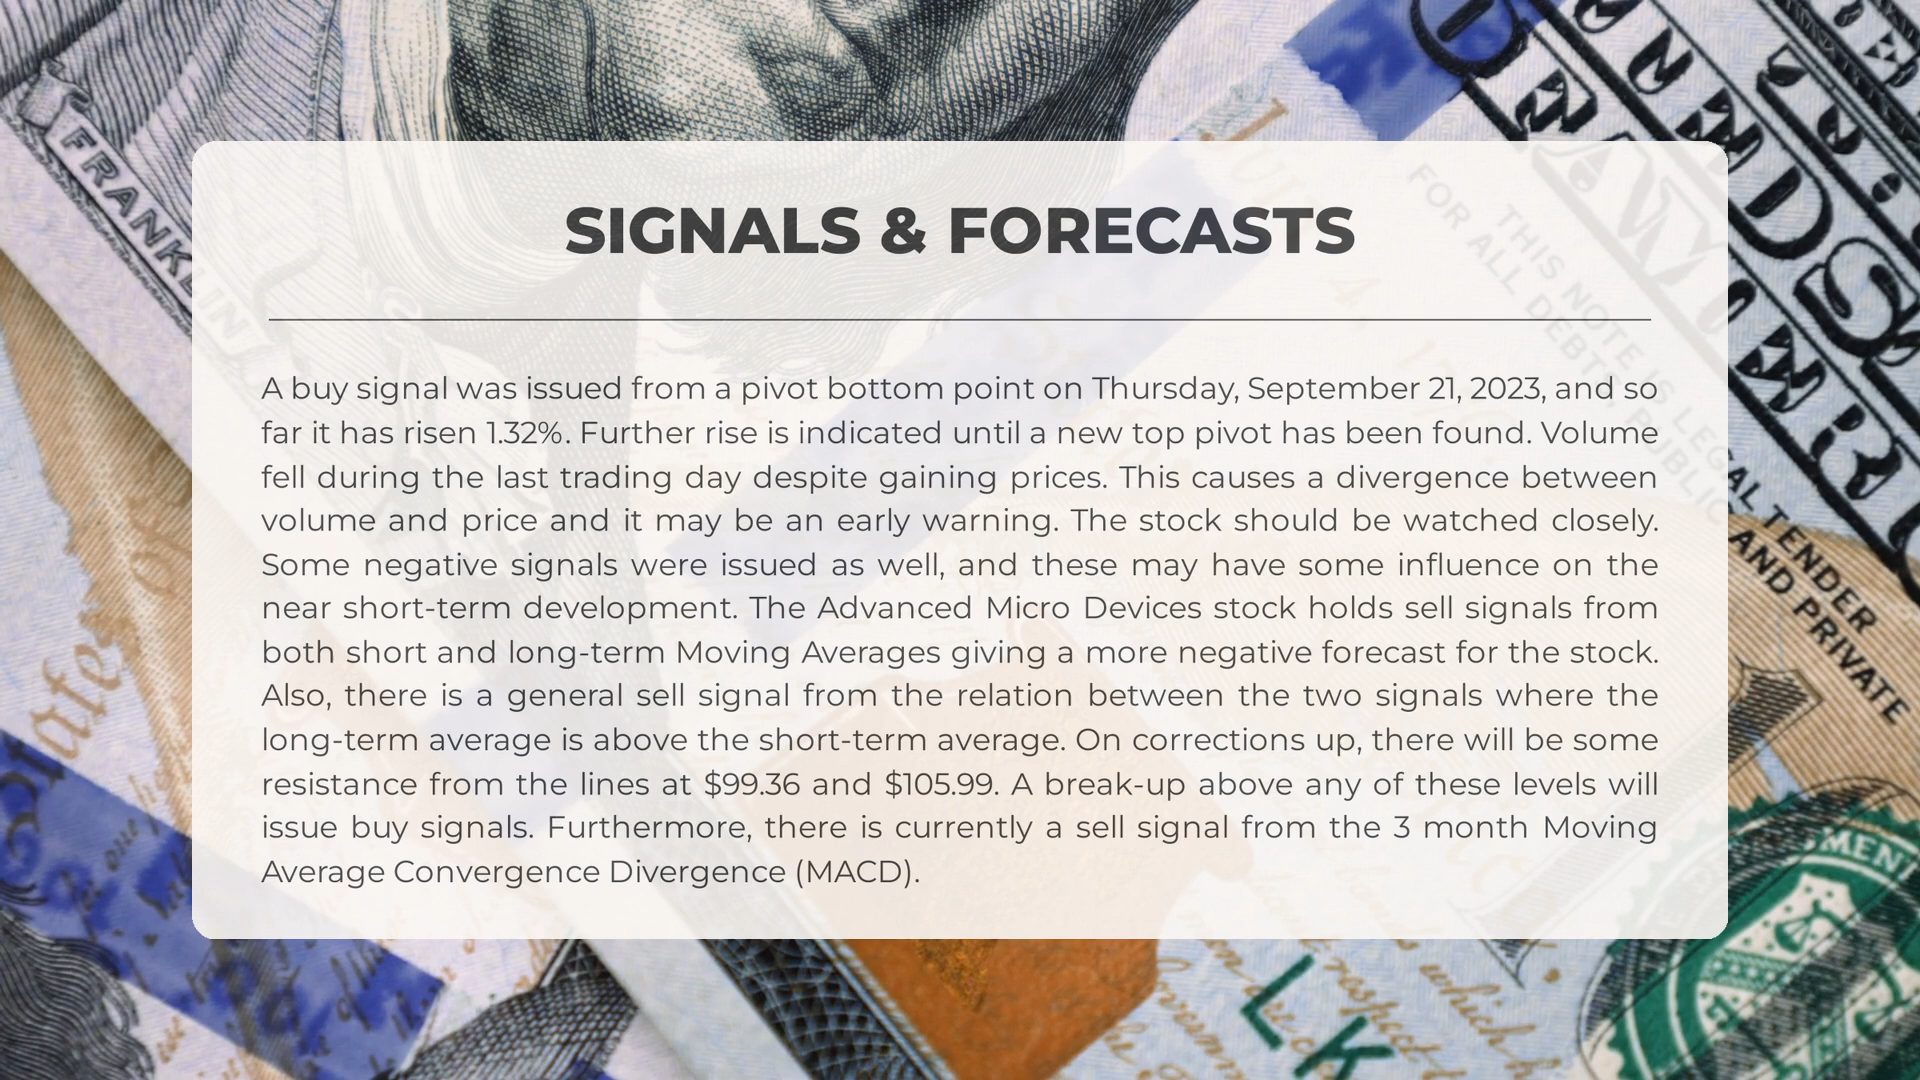 FRANKLIN
SIGNALS & FORECASTS
THIS NOTE IS LEGAL TENDER
FOR ALL DEBTS, PUBLIC AND PRIVATE
A buy signal was issued from a pivot bottom point on Thursday, September 21, 2023, and so
far it has risen 1.32%. Further rise is indicated until a new top pivot has been found. Volume
fell during the last trading day despite gaining prices. This causes a divergence between
volume and price and it may be an early warning. The stock should be watched closely.
Some negative signals were issued as well, and these may have some influence on the
near short-term development. The Advanced Micro Devices stock holds sell signals from
both short and long-term Moving Averages giving a more negative forecast for the stock.
Also, there is a general sell signal from the relation between the two signals where the
long-term average is above the short-term average. On corrections up, there will be some
resistance from the lines at $99.36 and $105.99. A break-up above any of these levels will
issue buy signals. Furthermore, there is currently a sell signal from the 3 month Moving
Average Convergence Divergence (MACD).
L K